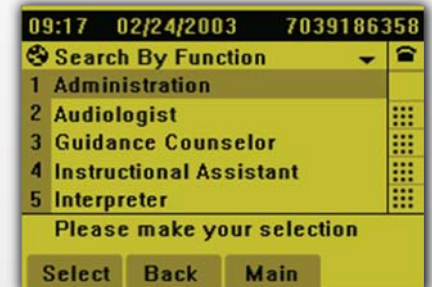 09:17 02/24/2003 7039186358
Search By Function
1 Administration
2 Audiologist
3 Guidance Counselor
4 Instructional Assistant
5 Interpreter
Please make your selection
Select Back Main